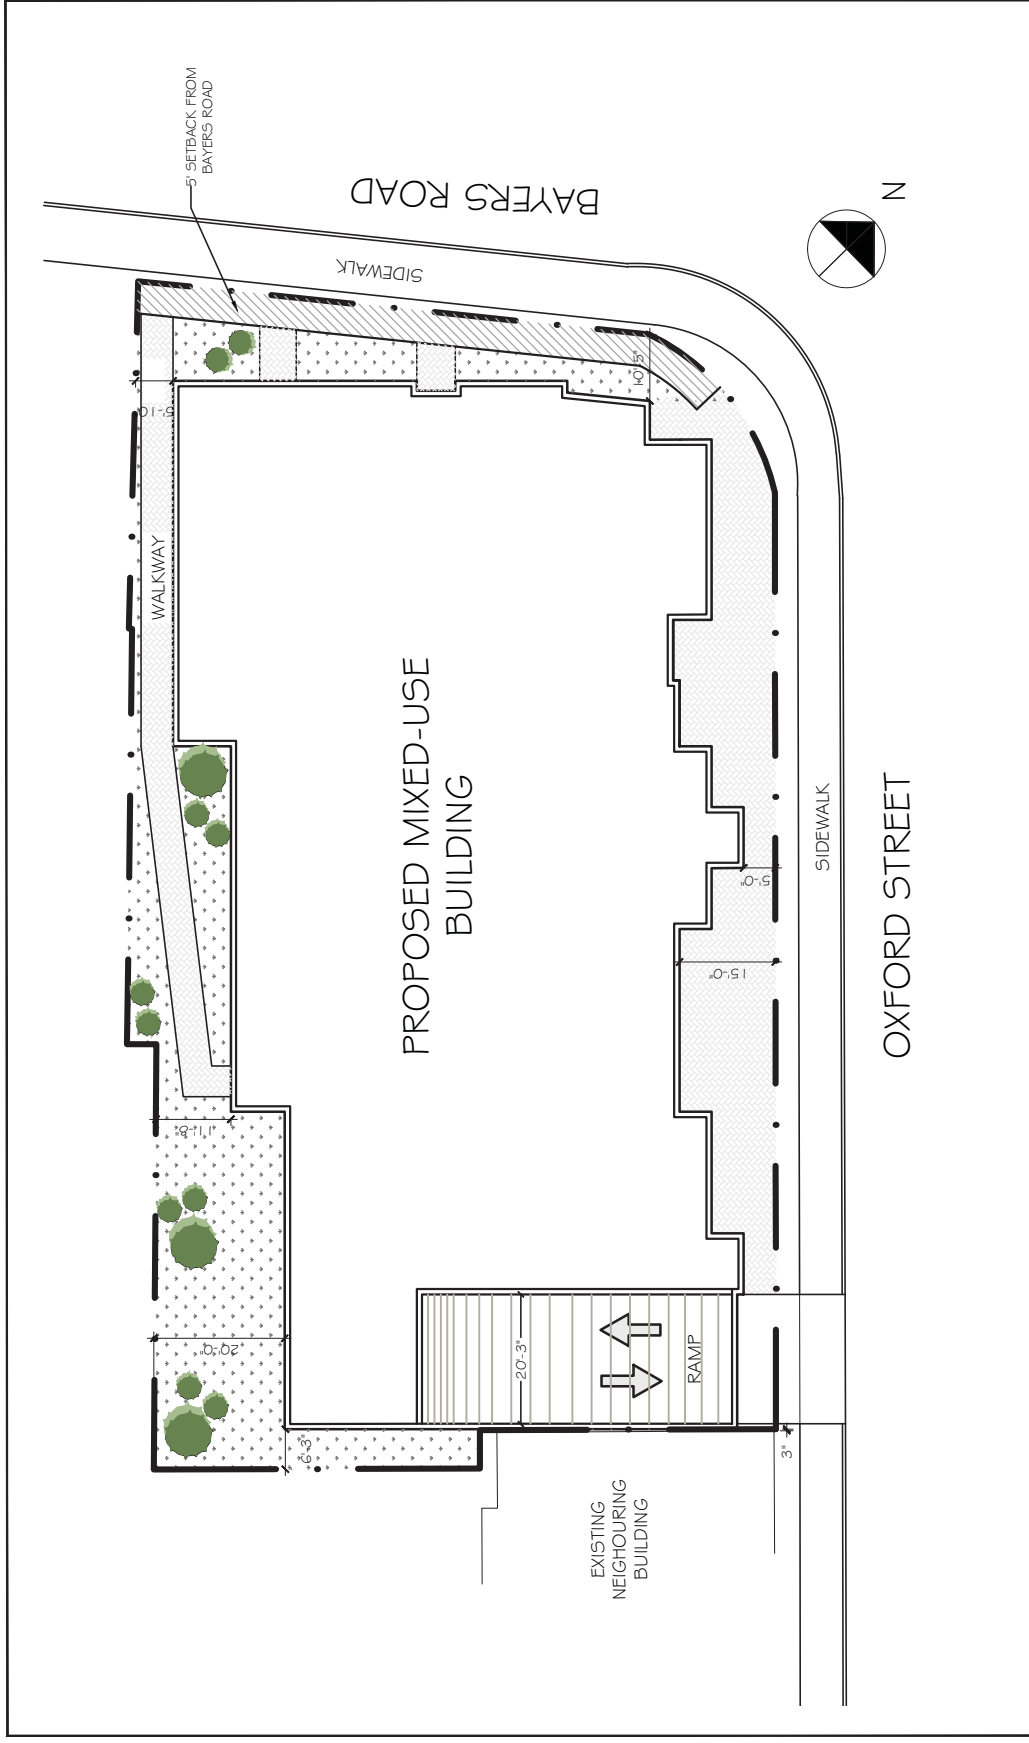 5' SETBACK FROM
BAYERS ROAD
BAYERS ROAD
SIDEWALK
N
10'-5"
5'-10"
WALKWAY
PROPOSED MIXED-USE
BUILDING
SIDEWALK
OXFORD STREET
5'-0"
15'-0"
11'-8"
20'-0"
20'-3"
RAMP
6'-3"
3"
EXISTING
NEIGHOURING
BUILDING